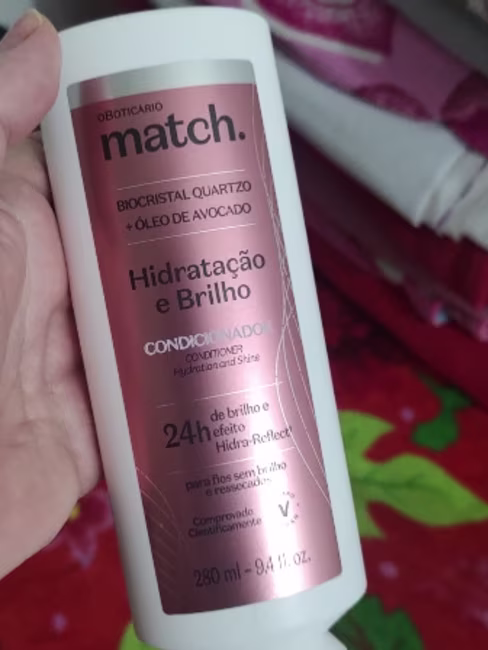 oBOTICÁRIO
match.
BIOCRISTAL QUARTZO
+ ÓLEO DE ABOCADO
Hidratação
e Brilho
CONDICIONADOR
CONDITIONER
Hydration and Shine
24h de brilho e
efeito
Hidra-Reflect
para fios sem brilho
e ressecados
Comprovado
Cientificamente
280 ml - 9,4 fl. oz.